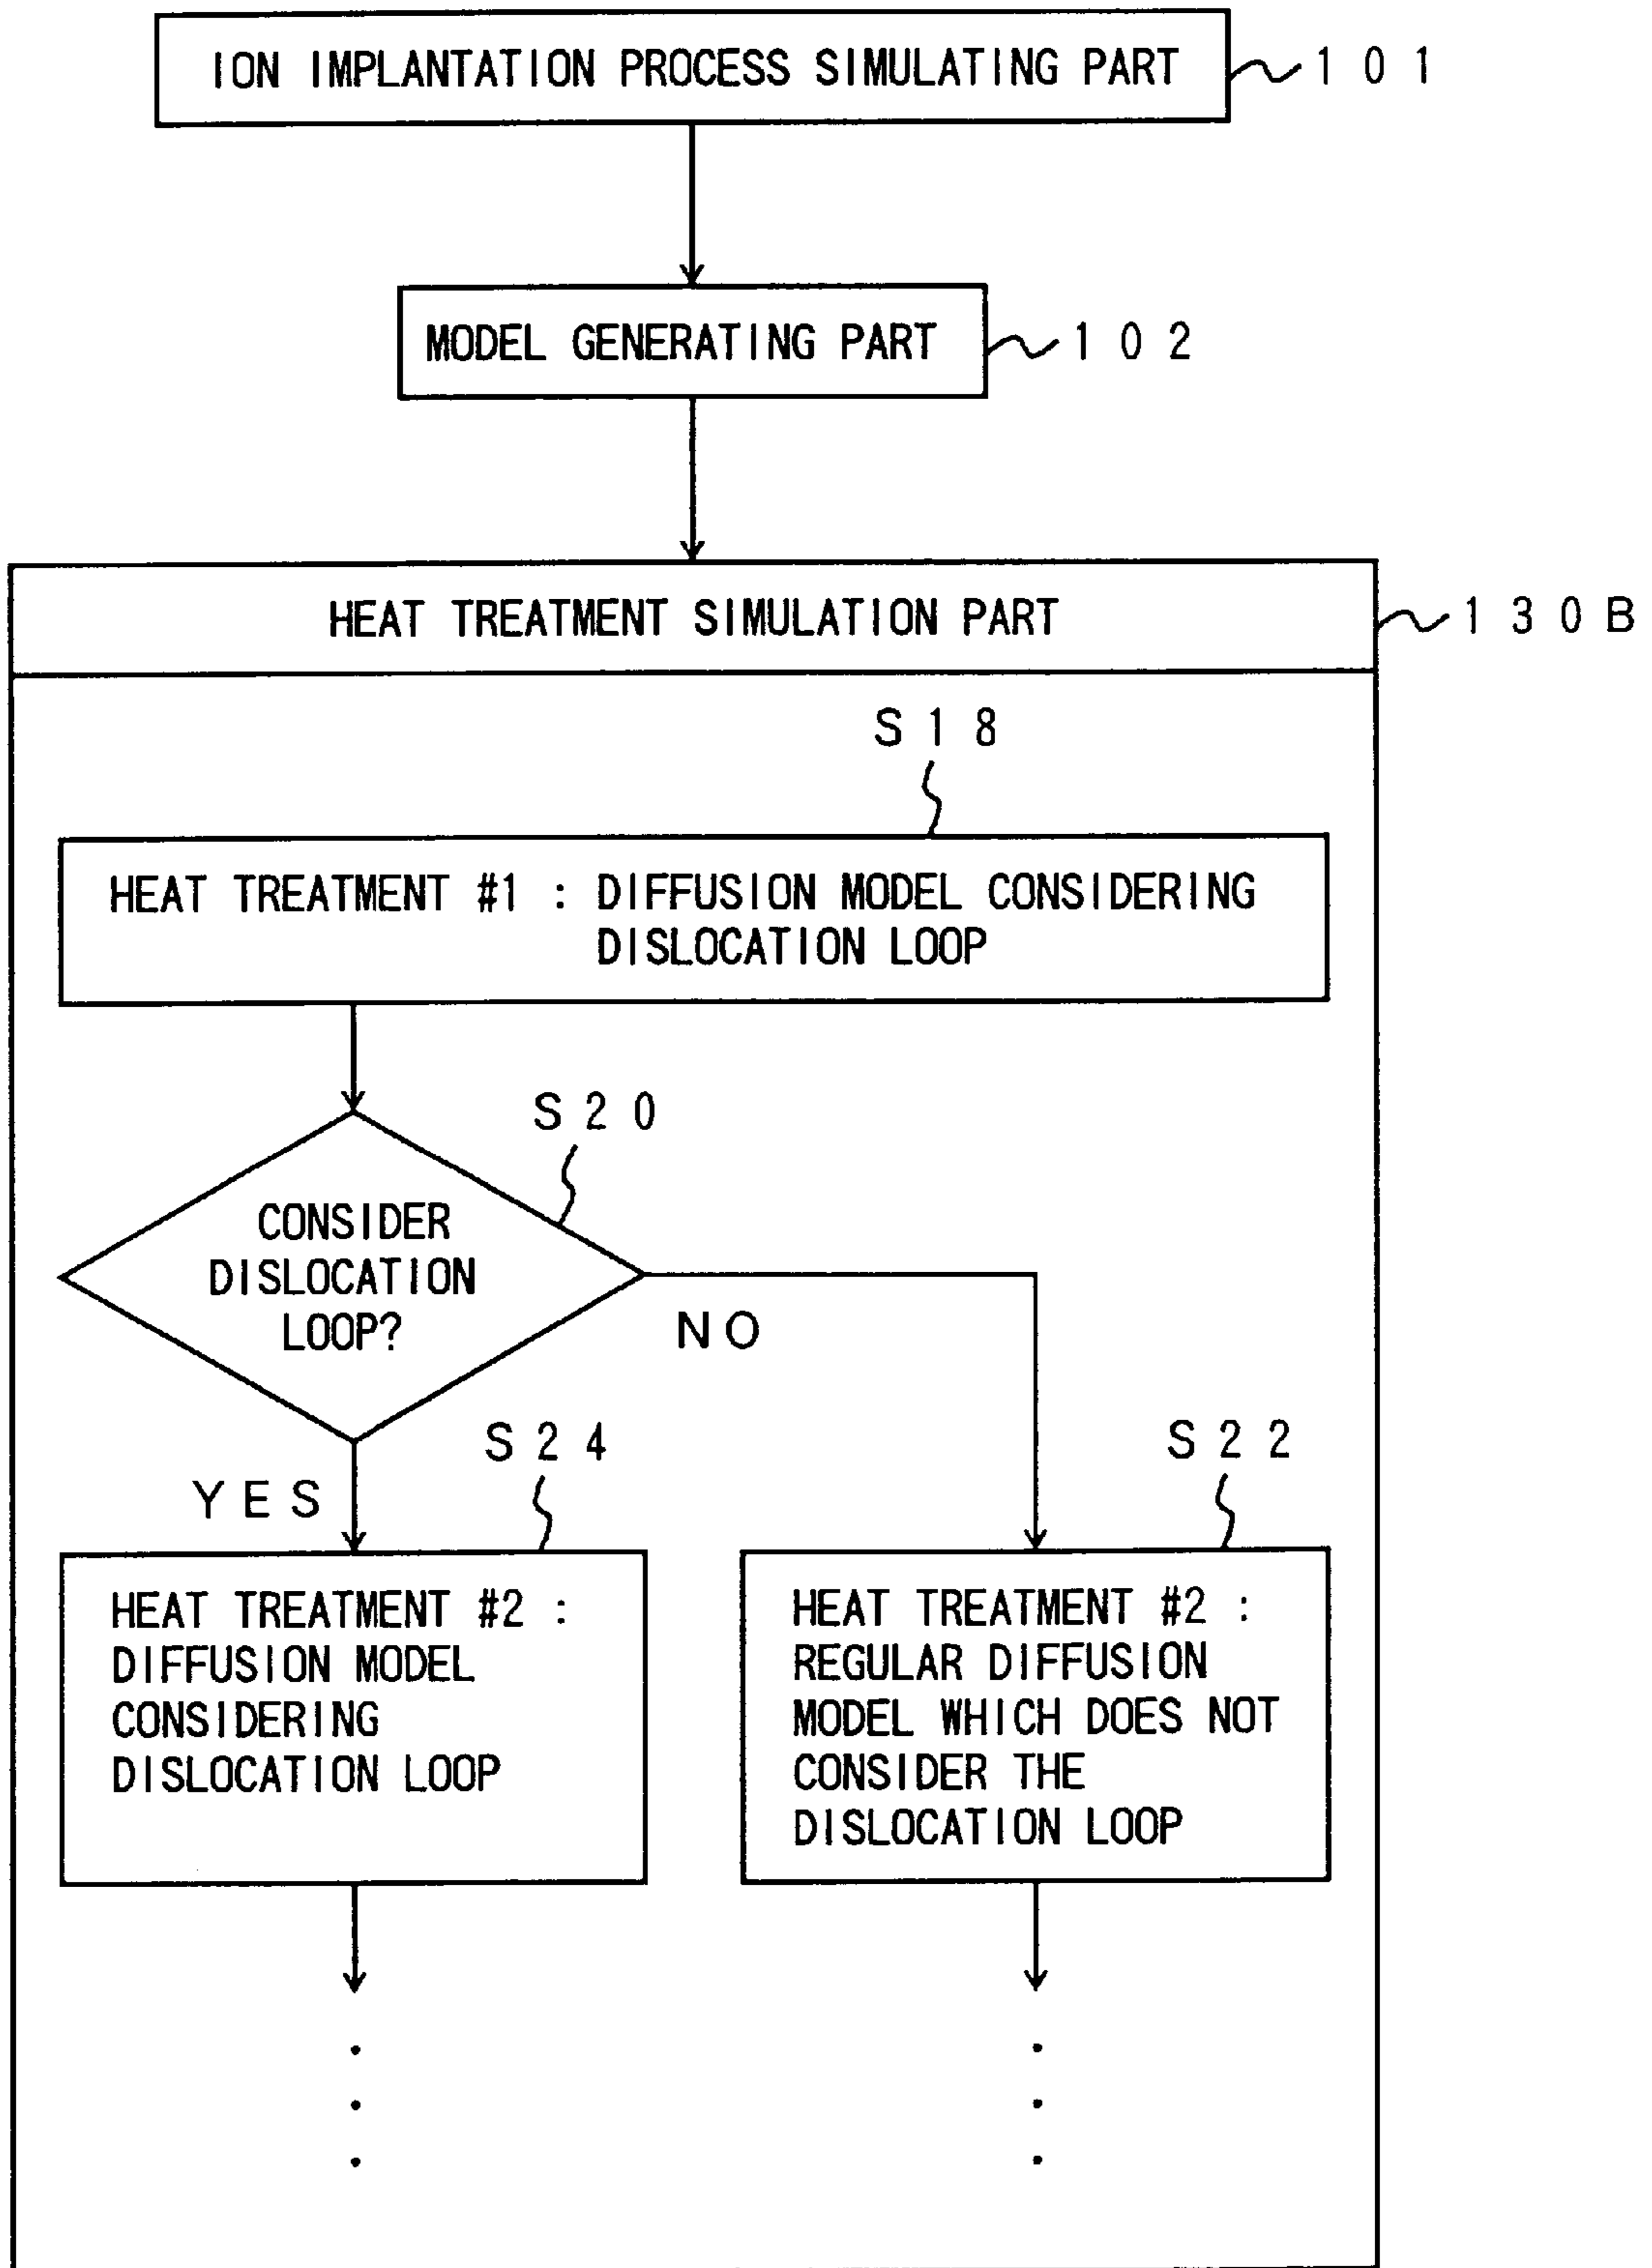 ION IMPLANTATION PROCESS SIMULATING PART
101
MODEL GENERATING PART
102
HEAT TREATMENT SIMULATION PART
130B
S18
HEAT TREATMENT #1 : DIFFUSION MODEL CONSIDERING
DISLOCATION LOOP
S20
CONSIDER
DISLOCATION
LOOP?
NO
YES
S24
HEAT TREATMENT #2 :
DIFFUSION MODEL
CONSIDERING
DISLOCATION LOOP
S22
HEAT TREATMENT #2 :
REGULAR DIFFUSION
MODEL WHICH DOES NOT
CONSIDER THE
DISLOCATION LOOP